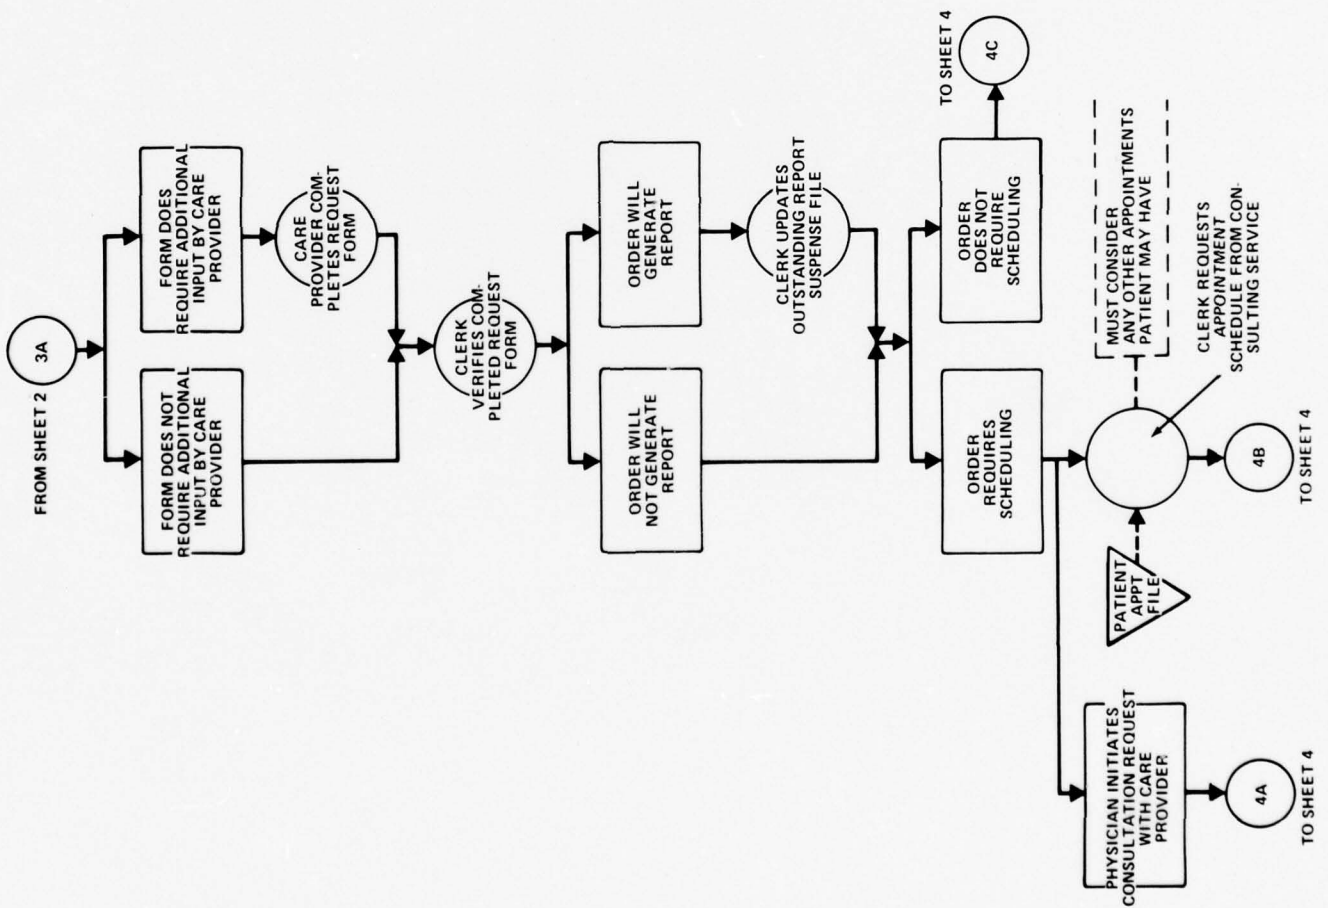 FROM SHEET 2
3A
FORM DOES NOT
REQUIRE ADDITIONAL
INPUT BY CARE
PROVIDER
FORM DOES
REQUIRE ADDITIONAL
INPUT BY CARE
PROVIDER
CARE
PROVIDER COM-
PLETES REQUEST
FORM
CLERK
VERIFIES COM-
PLETED REQUEST
FORM
ORDER WILL
NOT GENERATE
REPORT
ORDER WILL
GENERATE
REPORT
CLERK UPDATES
OUTSTANDING REPORT
SUSPENSE FILE
ORDER
REQUIRES
SCHEDULING
ORDER
DOES NOT
REQUIRE
SCHEDULING
TO SHEET 4
4C
PHYSICIAN INITIATES
CONSULTATION REQUEST
WITH CARE
PROVIDER
PATIENT
APPT
FILE
MUST CONSIDER
ANY OTHER APPOINTMENTS
PATIENT MAY HAVE
CLERK REQUESTS
APPOINTMENT
SCHEDULE FROM CON-
SULTING SERVICE
4A
TO SHEET 4
4B
TO SHEET 4